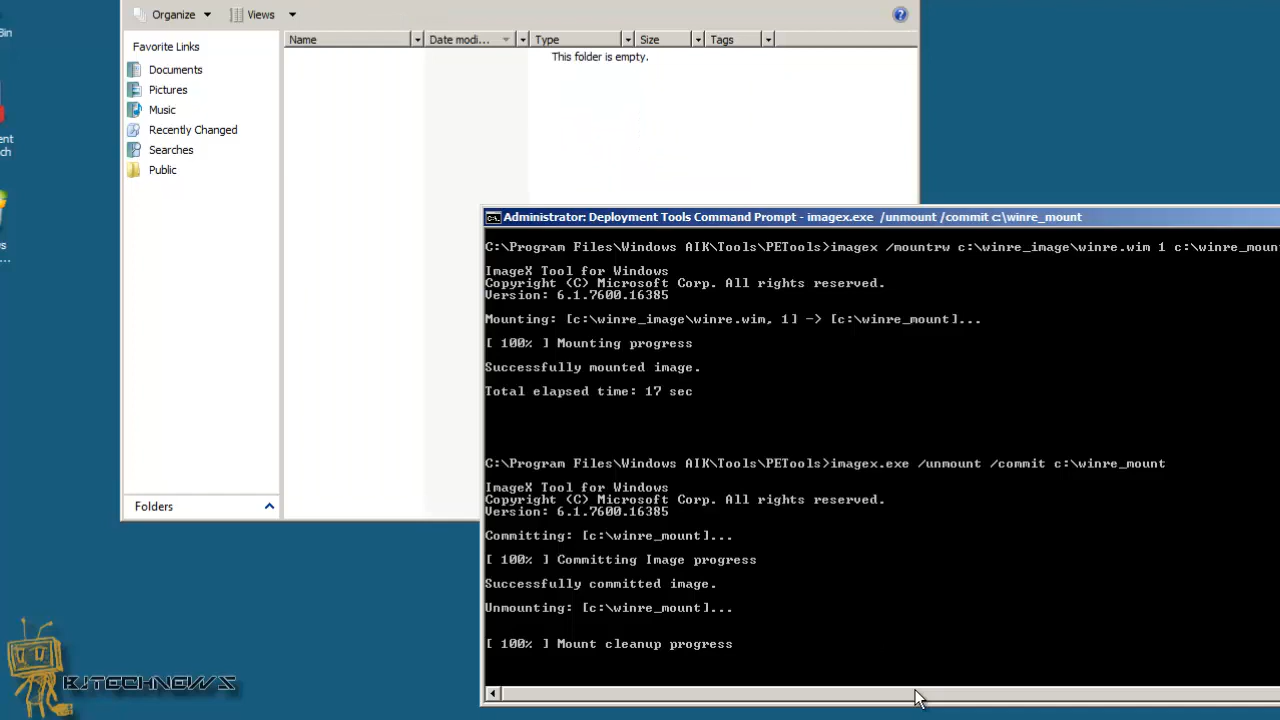 Bin
Organize
Views
Name
Date modi...
Type
Size
Tags
Favorite Links
This folder is empty.
Documents
Pictures
Music
Recently Changed
Searches
Public
Folders
Administrator: Deployment Tools Command Prompt - imagex.exe /unmount /commit c:\winre_mount
C:\Program Files\Windows AIK\Tools\PETools>imagex /mountrw c:\winre_image\winre.wim 1 c:\winre_moun
ImageX Tool for Windows
Copyright (C) Microsoft Corp. All rights reserved.
Version: 6.1.7600.16385
Mounting: [c:\winre_image\winre.wim, 1] -> [c:\winre_mount]...
[ 100% ] Mounting progress
Successfully mounted image.
Total elapsed time: 17 sec
C:\Program Files\Windows AIK\Tools\PETools>imagex.exe /unmount /commit c:\winre_mount
ImageX Tool for Windows
Copyright (C) Microsoft Corp. All rights reserved.
Version: 6.1.7600.16385
Committing: [c:\winre_mount]...
[ 100% ] Committing Image progress
Successfully committed image.
Unmounting: [c:\winre_mount]...
[ 100% ] Mount cleanup progress
BJTECHNEWS